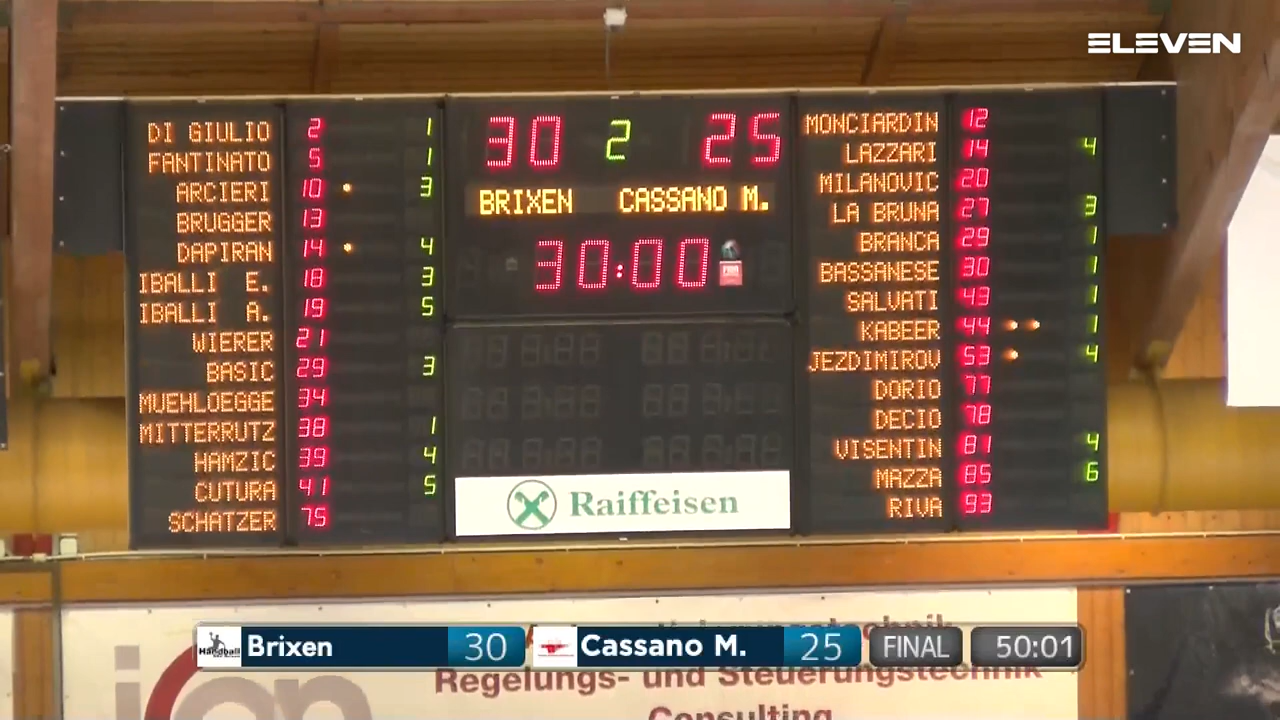 ELEVEN
30 2 25
BRIXEN CASSANO M.
30:00
DI GIULIO 2 1
FANTINATO 5 1
ARCIERI 10 3
BRUGGER 13
DAPIRAN 14 4
IBALLI E. 18 3
IBALLI A. 19 5
WIERER 21
BASIC 29 3
MUEHLOEGGE 34
MITTERRUTZ 38 1
HAMZIC 39 4
CUTURA 41 5
SCHATZER 75
MONCIARDIN 12
LAZZARI 14 4
MILANOVIC 20
LA BRUNA 27 3
BRANCA 29 1
BASSANESE 30 1
SALVATI 43 1
KABEER 44 1
JEZDIMIROV 53 4
DORIO 77
DECIO 78
VISENTIN 81 4
MAZZA 85 6
RIVA 93
Raiffeisen
Handball
Brixen 30 Cassano M. 25 FINAL 50:01
Regelungs- und Steuerungstechnik
Consulting